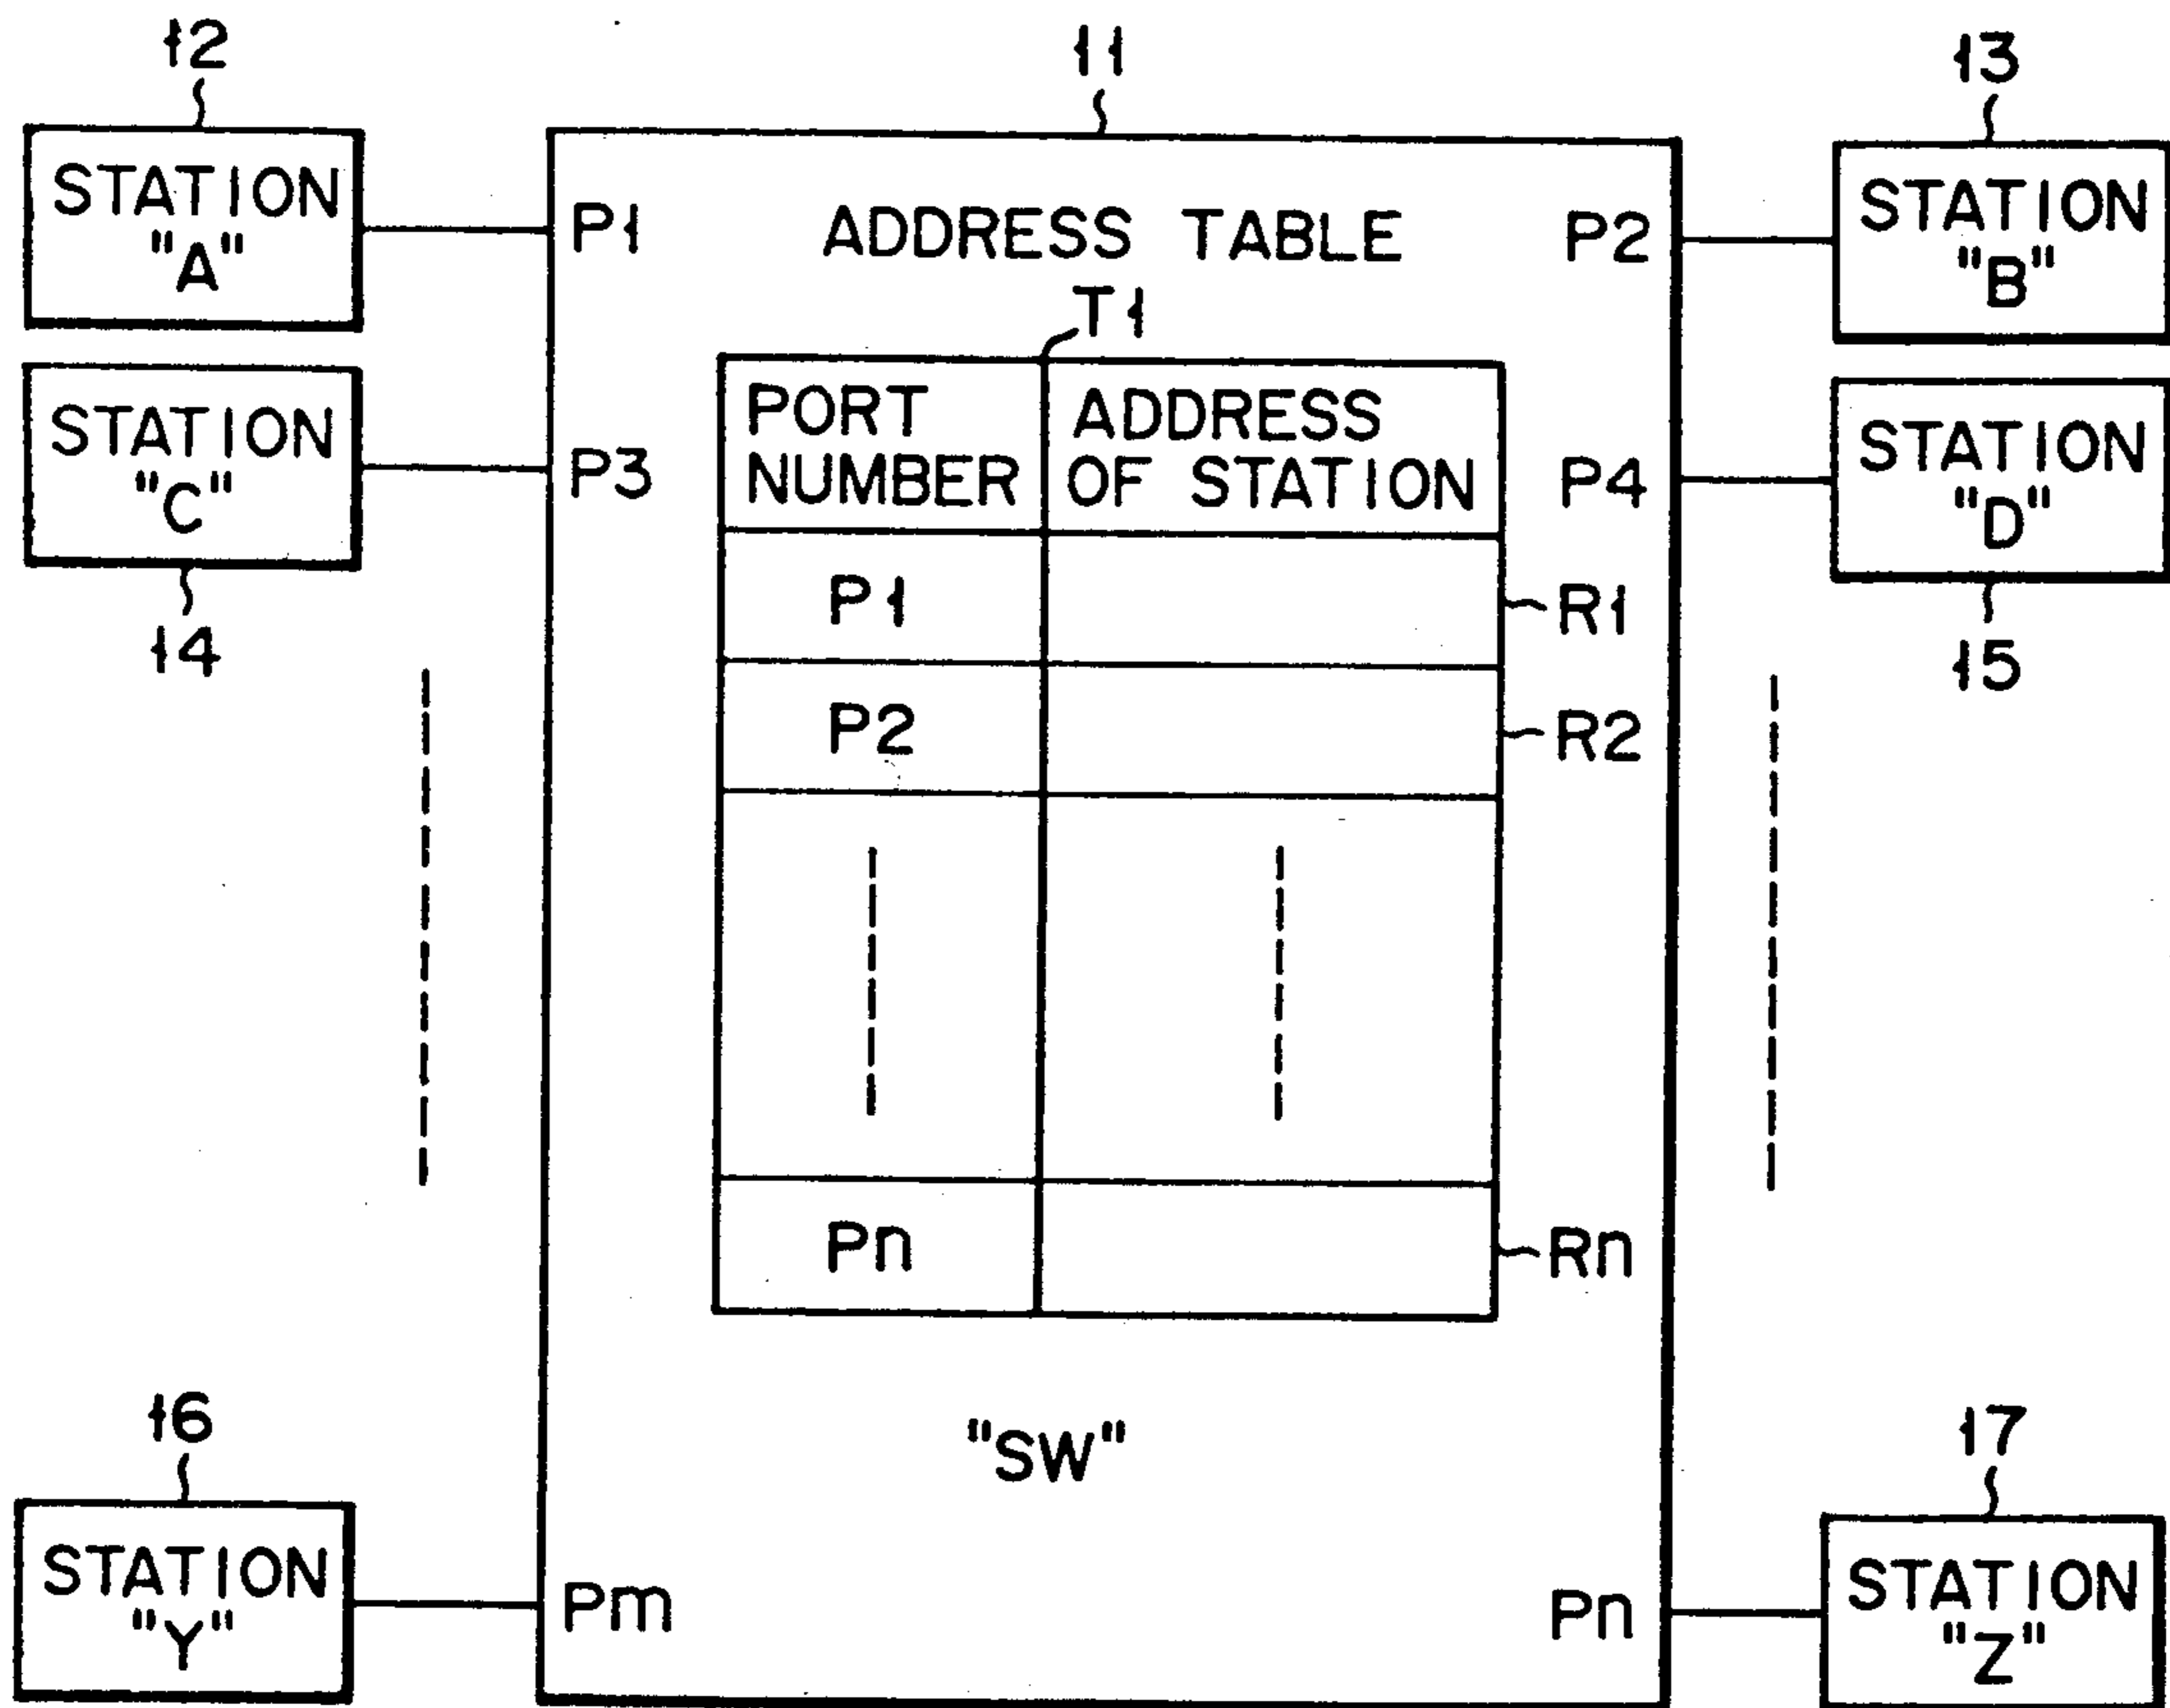 12
11
13
STATION
"A"
P1
ADDRESS TABLE
P2
STATION
"B"
T1
STATION
"C"
P3
PORT
NUMBER
ADDRESS
OF STATION
P4
STATION
"D"
14
P1
R1
15
P2
R2
Pn
Rn
16
"SW"
17
STATION
"Y"
Pm
Pn
STATION
"Z"